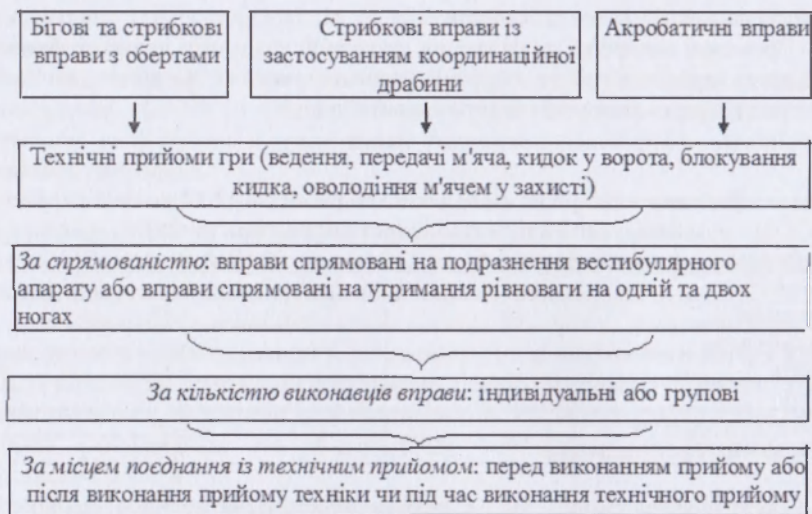 Бігові та стрибкові
вправи з обертами
Стрибкові вправи із
застосуванням координаційної
драбини
Акробатичні вправи
Технічні прийоми гри (ведення, передачі м'яча, кидок у ворота, блокування
кидка, оволодіння м'ячем у захисті)
За спрямованістю: вправи спрямовані на подразнення вестибулярного
апарату або вправи спрямовані на утримання рівноваги на одній та двох
ногах
За кількістю виконавців вправи: індивідуальні або групові
За місцем поєднання із технічним прийомом: перед виконанням прийому або
після виконання прийому техніки чи під час виконання технічного прийому